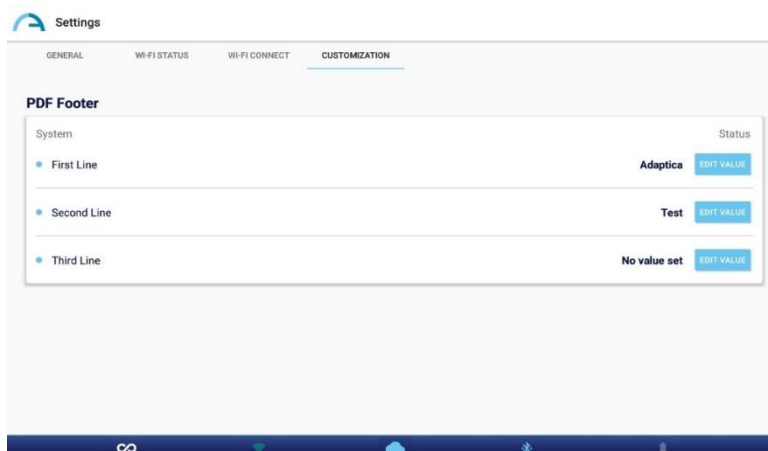 Settings
GENERAL WI-FI STATUS WI-FI CONNECT CUSTOMIZATION
PDF Footer
System Status
First Line Adaptica EDIT VALUE
Second Line Test EDIT VALUE
Third Line No value set EDIT VALUE